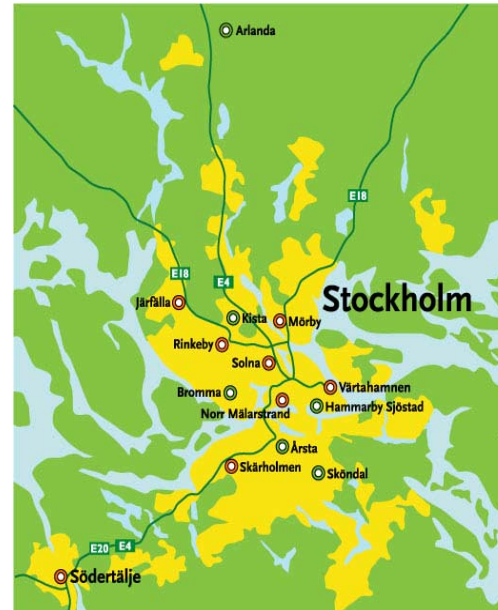 Arlanda
E18
E18
E4
Stockholm
Järfälla
Kista
Mörby
Rinkeby
Solna
Värtahamnen
Bromma
Norr Mälarstrand
Hammarby Sjöstad
Årsta
Skärholmen
Sköndal
E20
E4
Södertälje